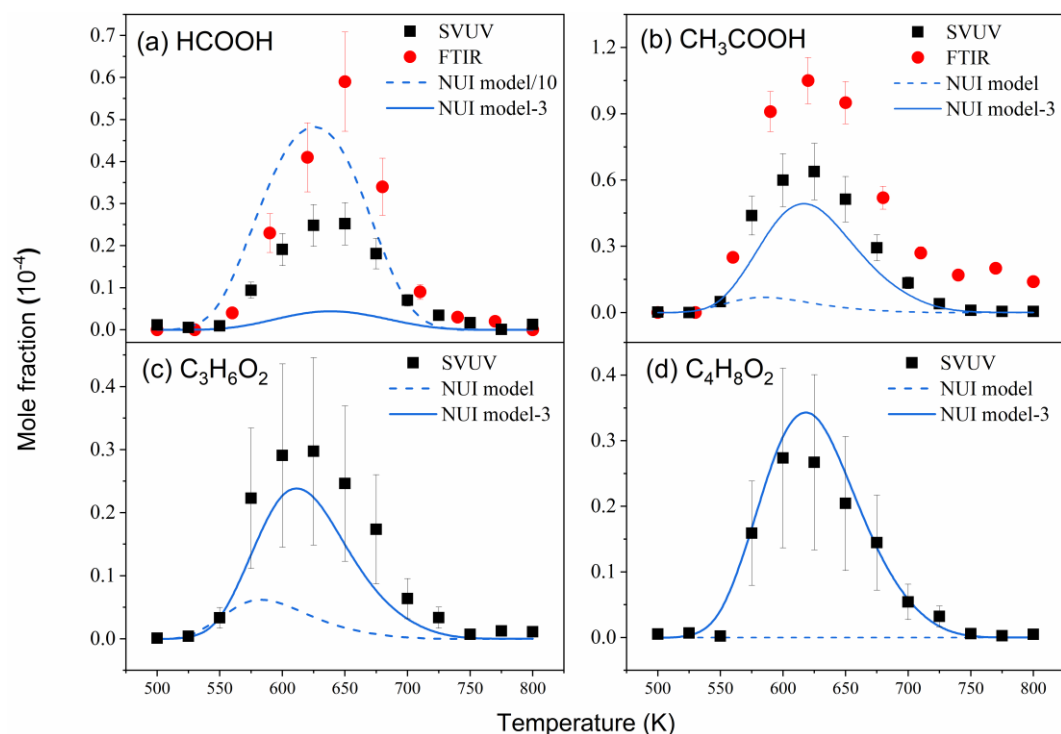 Mole fraction (10⁻⁴)
(a) HCOOH
SVUV
FTIR
NUI model/10
NUI model-3
0.7
0.6
0.5
0.4
0.3
0.2
0.1
0.0
(b) CH₃COOH
SVUV
FTIR
NUI model
NUI model-3
1.2
0.9
0.6
0.3
0.0
(c) C₃H₆O₂
SVUV
NUI model
NUI model-3
0.4
0.3
0.2
0.1
0.0
500 550 600 650 700 750 800
(d) C₄H₈O₂
SVUV
NUI model
NUI model-3
0.4
0.3
0.2
0.1
0.0
500 550 600 650 700 750 800
Temperature (K)